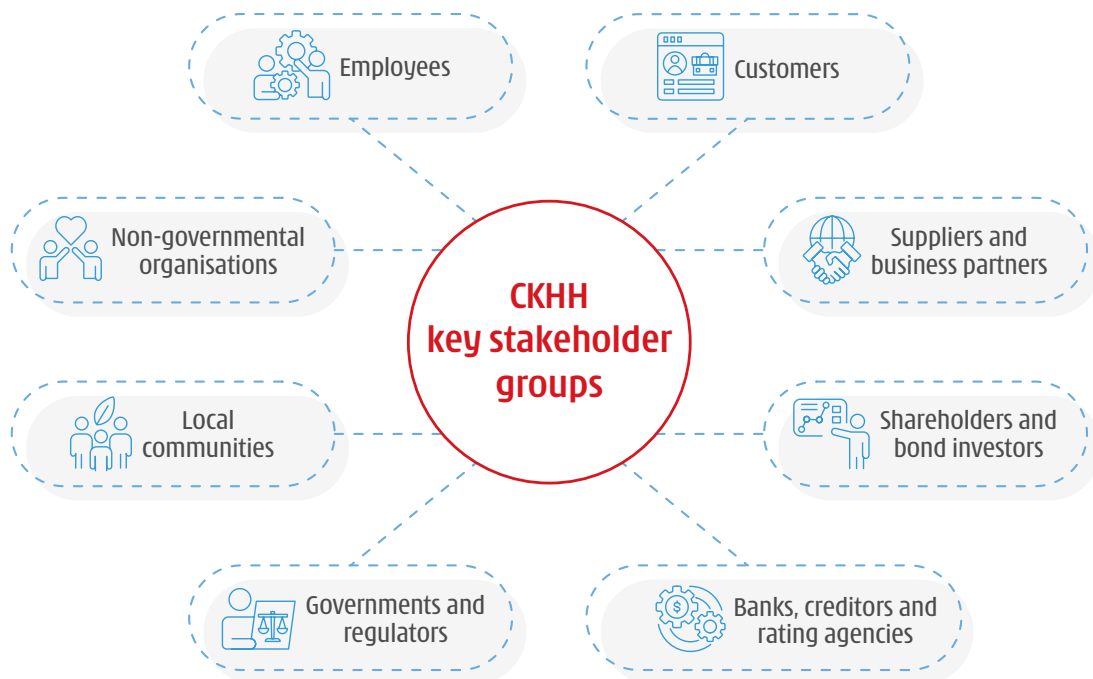 Employees
Customers
Non-governmental
organisations
Suppliers and
business partners
CKHH
key stakeholder
groups
Local
communities
Shareholders and
bond investors
Governments and
regulators
Banks, creditors and
rating agencies